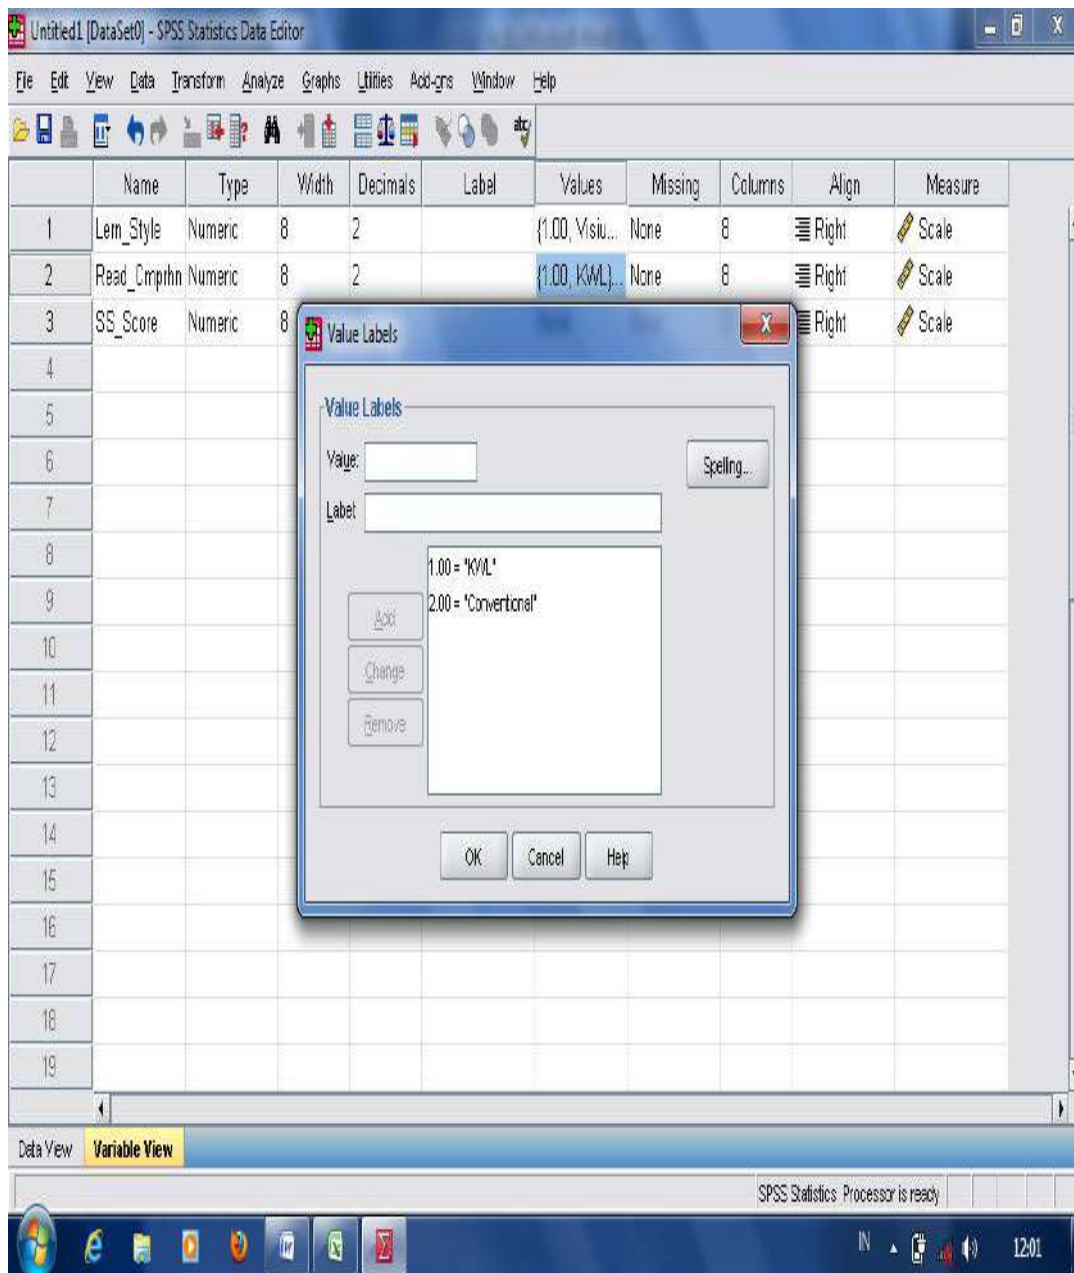 Untitled1 [DataSet0] - SPSS Statistics Data Editor
File Edit View Data Transform Analyze Graphs Utilities Add-ons Window Help
Name Type Width Decimals Label Values Missing Columns Align Measure
1 Lern_Style Numeric 8 2 {1.00, Visiu... None 8 Right Scale
2 Read_Cmprhn Numeric 8 2 {1.00, KWL}... None 8 Right Scale
3 SS_Score Numeric 8 Right Scale
Value Labels
Value Labels
Value:
Spelling...
Label:
1.00 = "KWL"
2.00 = "Conventional"
Add
Change
Remove
OK Cancel Help
4
5
6
7
8
9
10
11
12
13
14
15
16
17
18
19
Data View Variable View
SPSS Statistics Processor is ready
IN 12:01